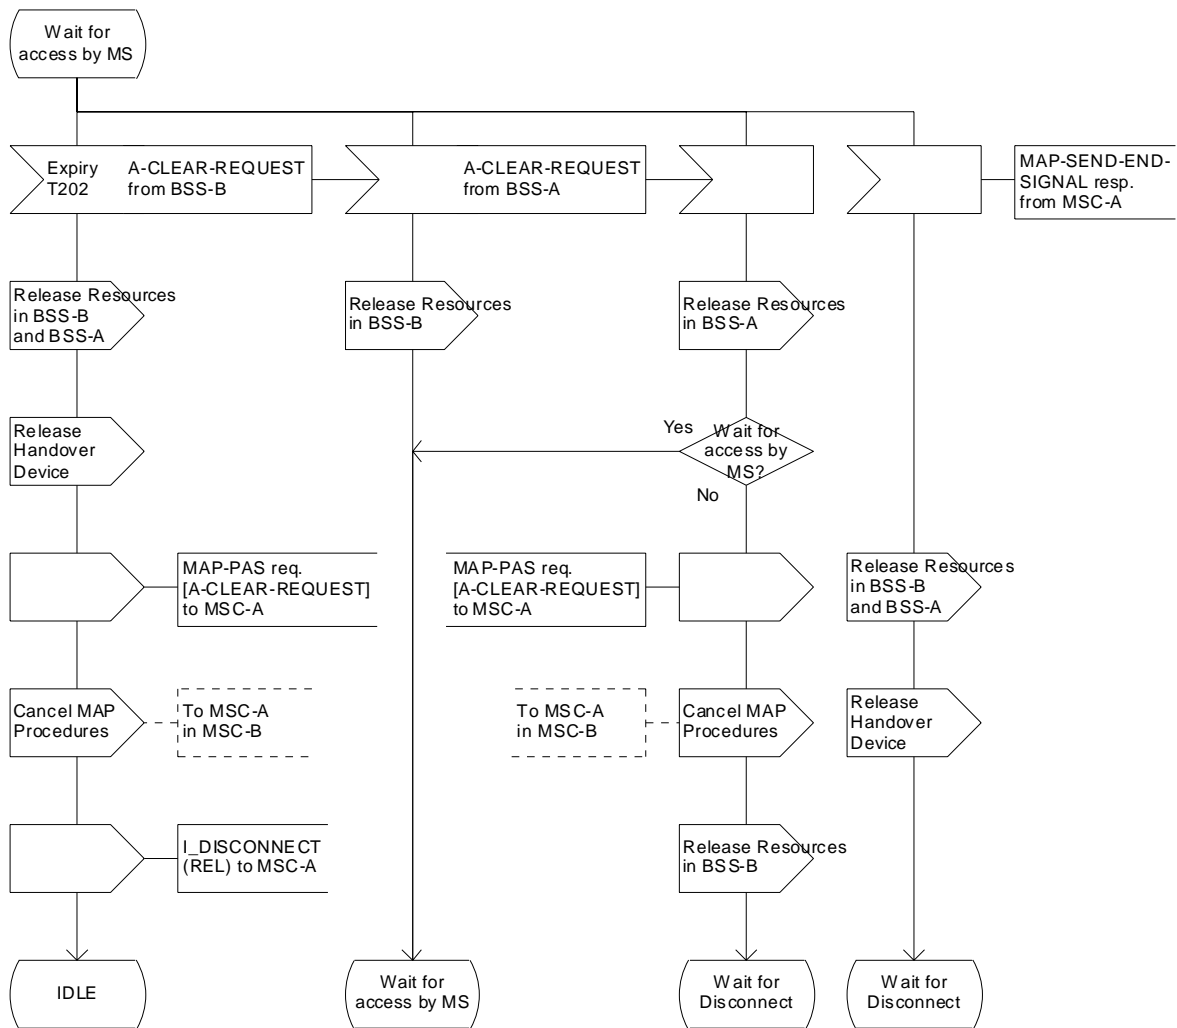 Wait for
access by MS
Expiry
T202
A-CLEAR-REQUEST
from BSS-B
A-CLEAR-REQUEST
from BSS-A
MAP-SEND-END-
SIGNAL resp.
from MSC-A
Release Resources
in BSS-B
and BSS-A
Release Resources
in BSS-B
Release Resources
in BSS-A
Release
Handover
Device
Yes
Wait for
access by
MS?
No
MAP-PAS req.
[A-CLEAR-REQUEST]
to MSC-A
MAP-PAS req.
[A-CLEAR-REQUEST]
to MSC-A
Release Resources
in BSS-B
and BSS-A
Cancel MAP
Procedures
To MSC-A
in MSC-B
To MSC-A
in MSC-B
Cancel MAP
Procedures
Release
Handover
Device
I_DISCONNECT
(REL) to MSC-A
Release Resources
in BSS-B
IDLE
Wait for
access by MS
Wait for
Disconnect
Wait for
Disconnect